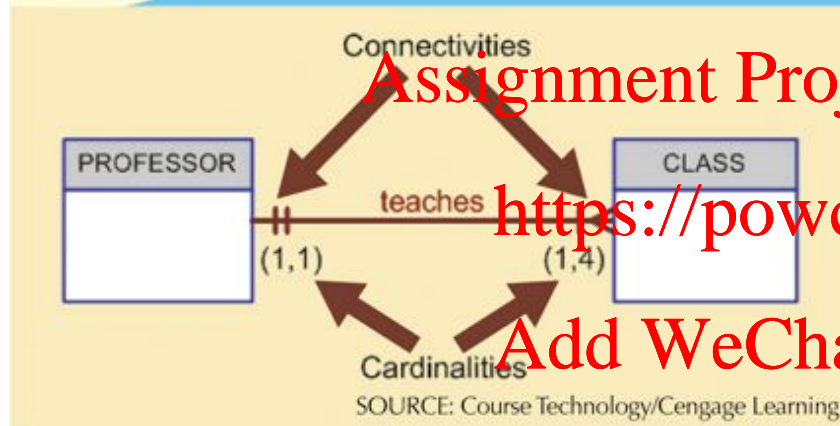 Connectivities
Assignment Pro
PROFESSOR
CLASS
teaches
https://powc
(1,1)
(1,4)
Add WeCha
Cardinalities
SOURCE: Course Technology/Cengage Learning